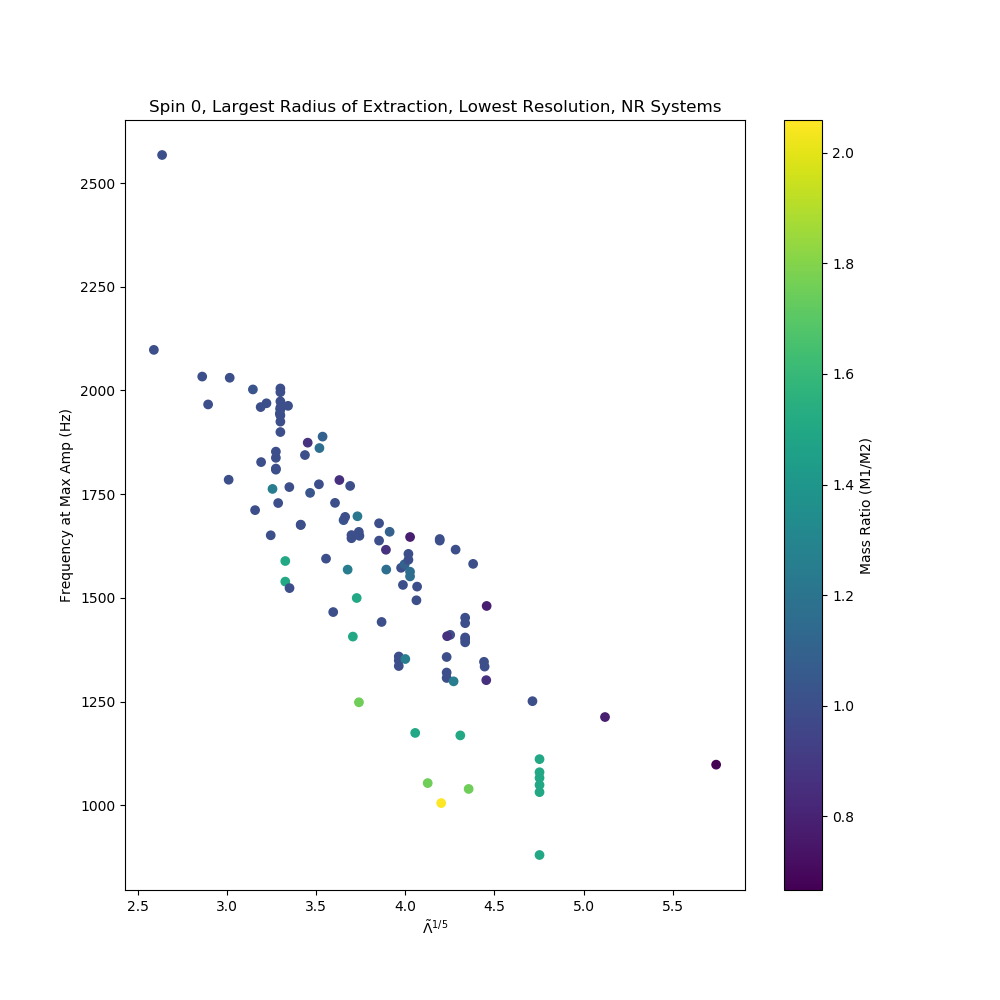 Spin 0, Largest Radius of Extraction, Lowest Resolution, NR Systems
Frequency at Max Amp (Hz)
2500
2250
2000
1750
1500
1250
1000
2.5 3.0 3.5 4.0 4.5 5.0 5.5
Λ̃^{1/5}
2.0
1.8
1.6
1.4
1.2
1.0
0.8
Mass Ratio (M1/M2)